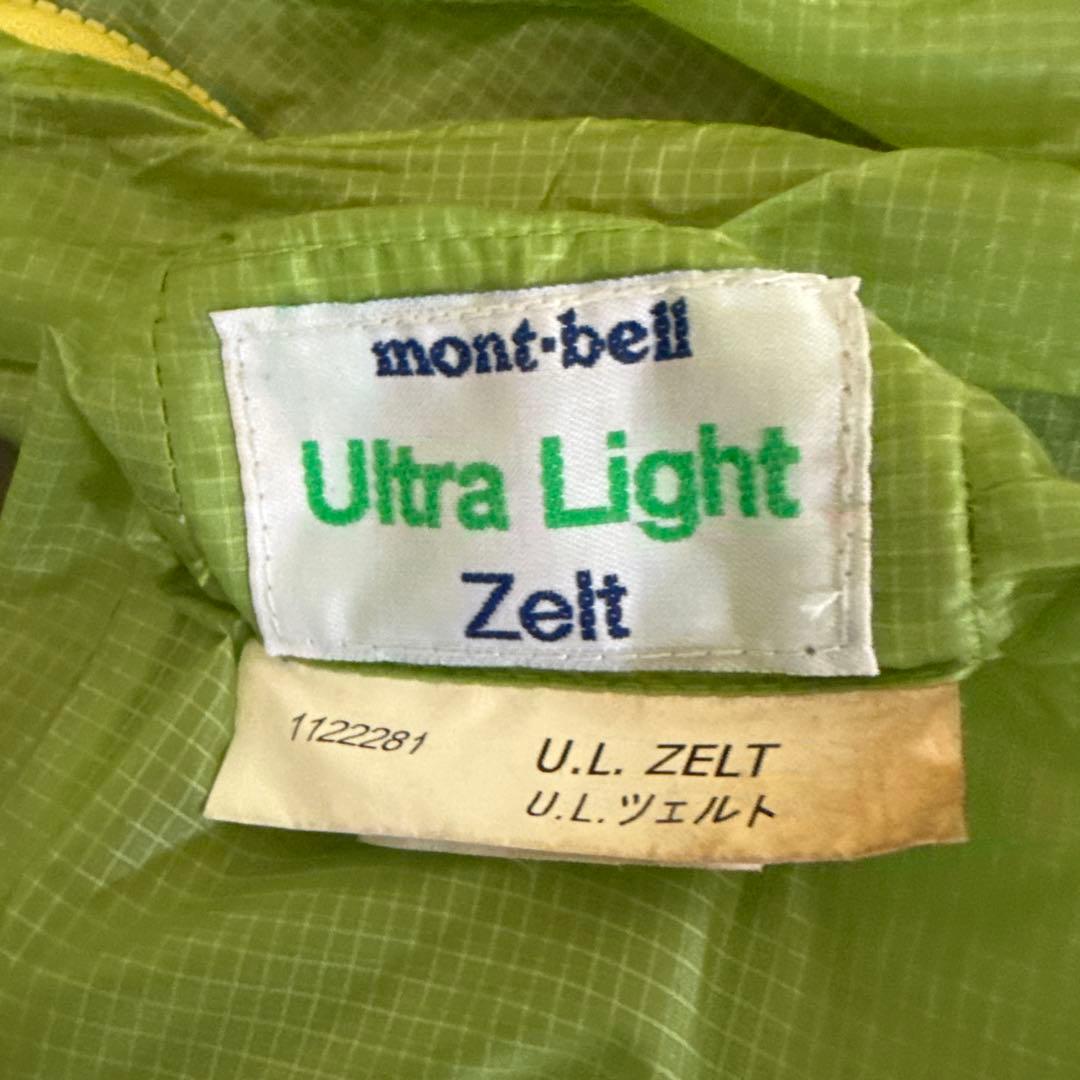 mont-bell
Ultra Light
Zelt
1122281 U.L. ZELT
U.L.ツェルト